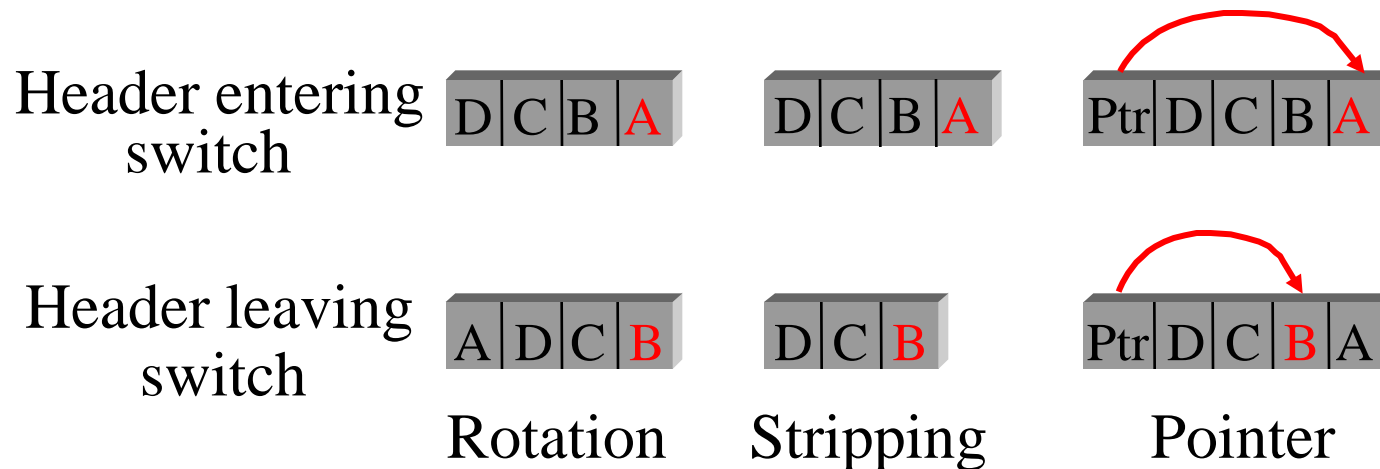 Header entering
switch
D C B A
D C B A
Ptr D C B A
Header leaving
switch
A D C B
D C B
Ptr D C B A
Rotation
Stripping
Pointer